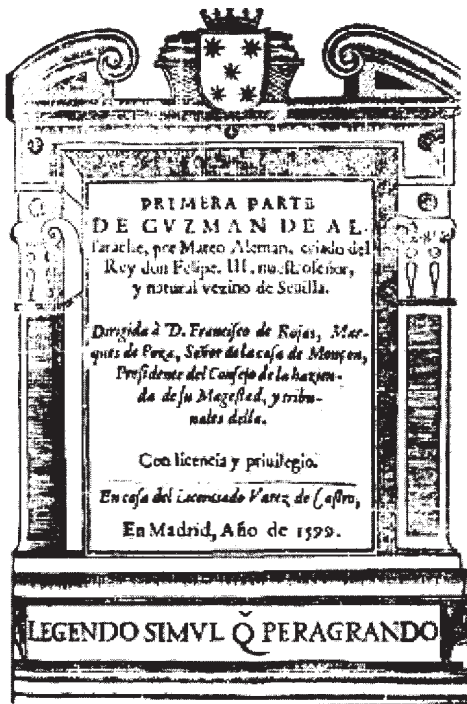 PRIMERA PARTE
DE GVZMAN DE AL-
farache, por Mateo Aleman, criado del
Rey don Felipe. III. nuestro señor,
y natural vezino de Seuilla.
Dirigida à D. Francisco de Rojas, Mar-
ques de Poza, Señor de la casa de Monçon,
Presidente del Consejo de la hazien-
da de su Magestad, y tribu-
nales della.
Con licencia y priuilegio.
En casa del Licenciado Varez de Castro,
En Madrid, Año de 1599.
LEGENDO SIMVL Q̆ PERAGRANDO